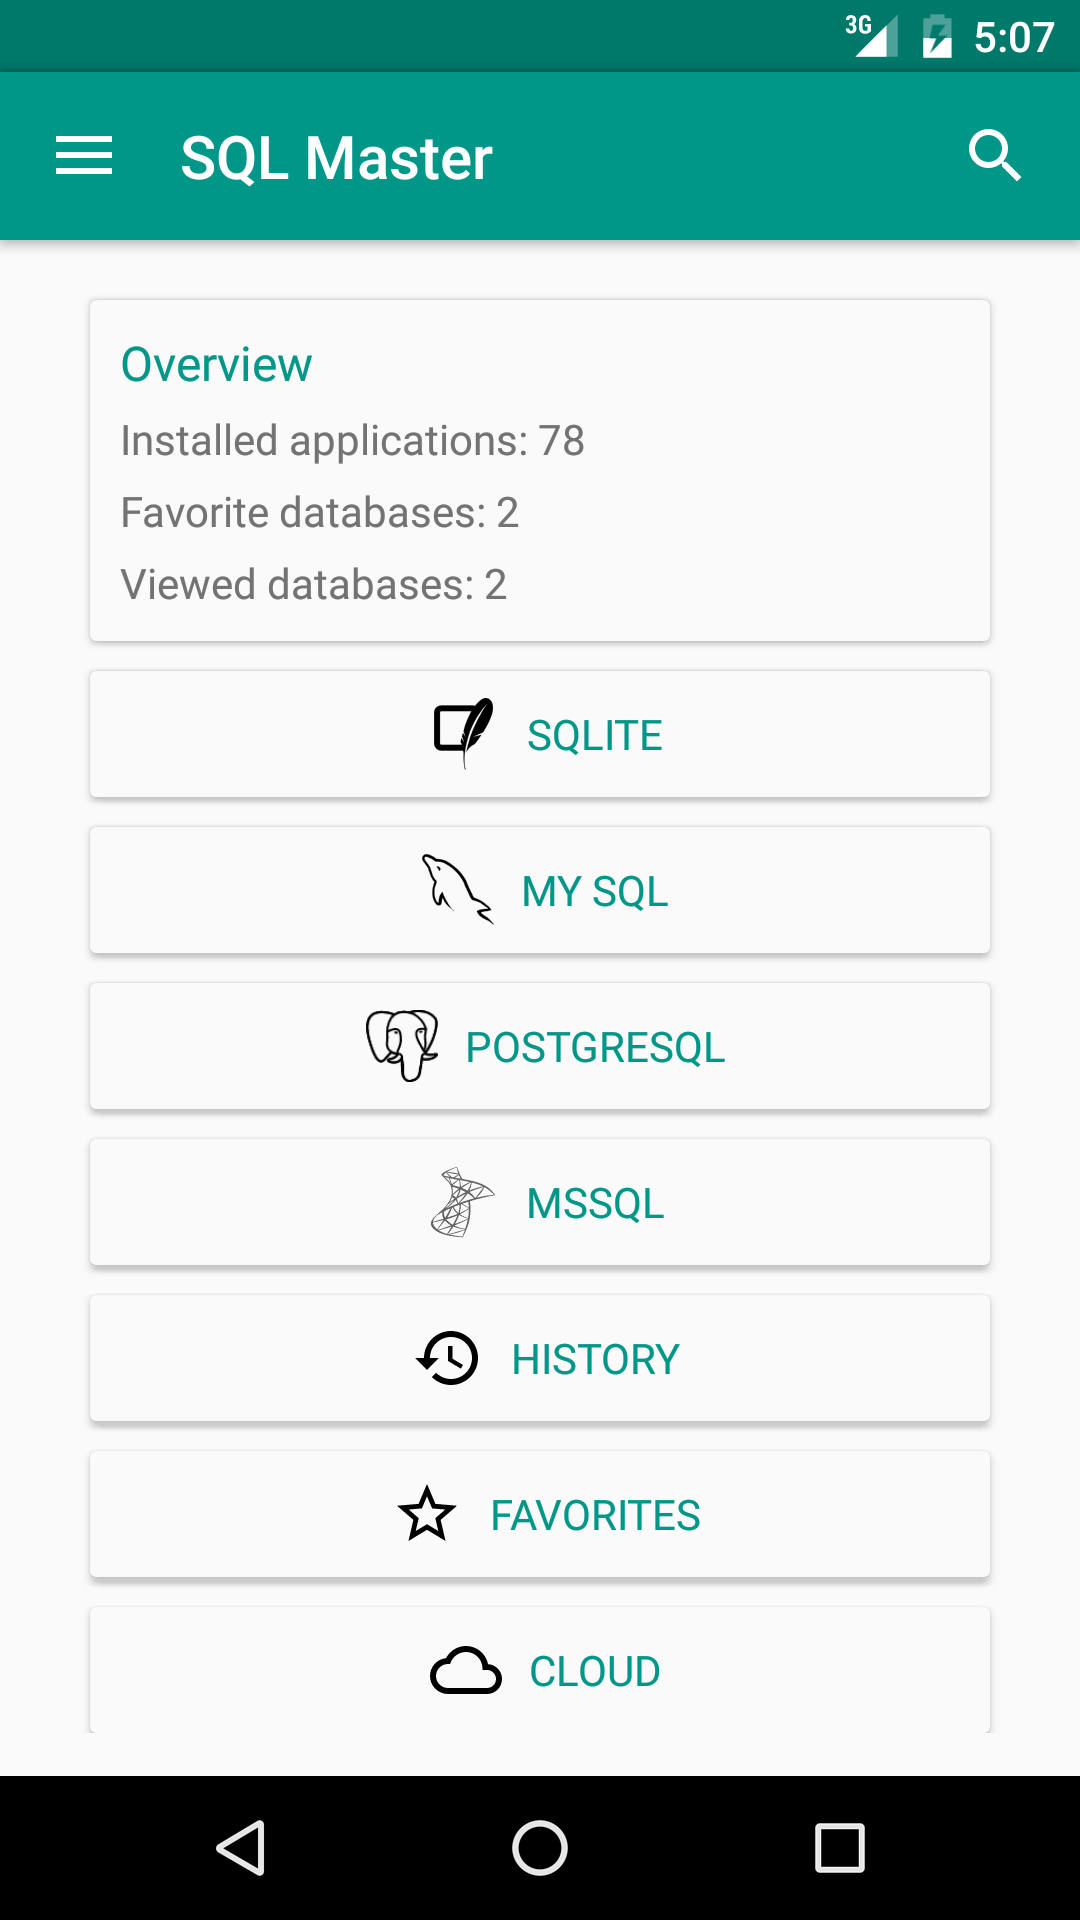 3G 5:07
SQL Master
Overview
Installed applications: 78
Favorite databases: 2
Viewed databases: 2
SQLITE
MY SQL
POSTGRESQL
MSSQL
HISTORY
FAVORITES
CLOUD